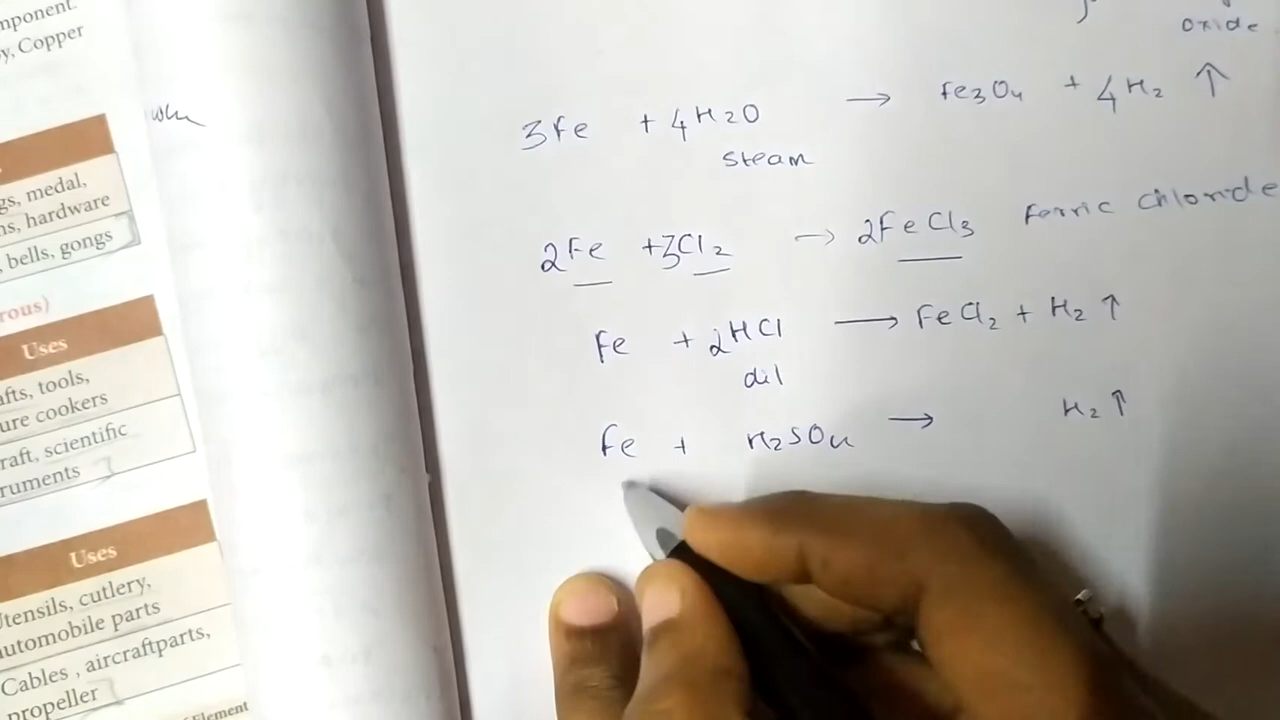 mponent.
y, Copper
gs, medal,
ns, hardware
, bells, gongs
rous)
Uses
afts, tools,
ure cookers
raft, scientific
ruments
Uses
Utensils, cutlery,
automobile parts
Cables , aircraftparts,
propeller
f Element
oxide
3Fe + 4H2O → Fe3O4 + 4H2 ↑
steam
2Fe + 3Cl2 → 2FeCl3 Ferric chloride
Fe + 2HCl → FeCl2 + H2 ↑
dil
Fe + H2SO4 → H2 ↑